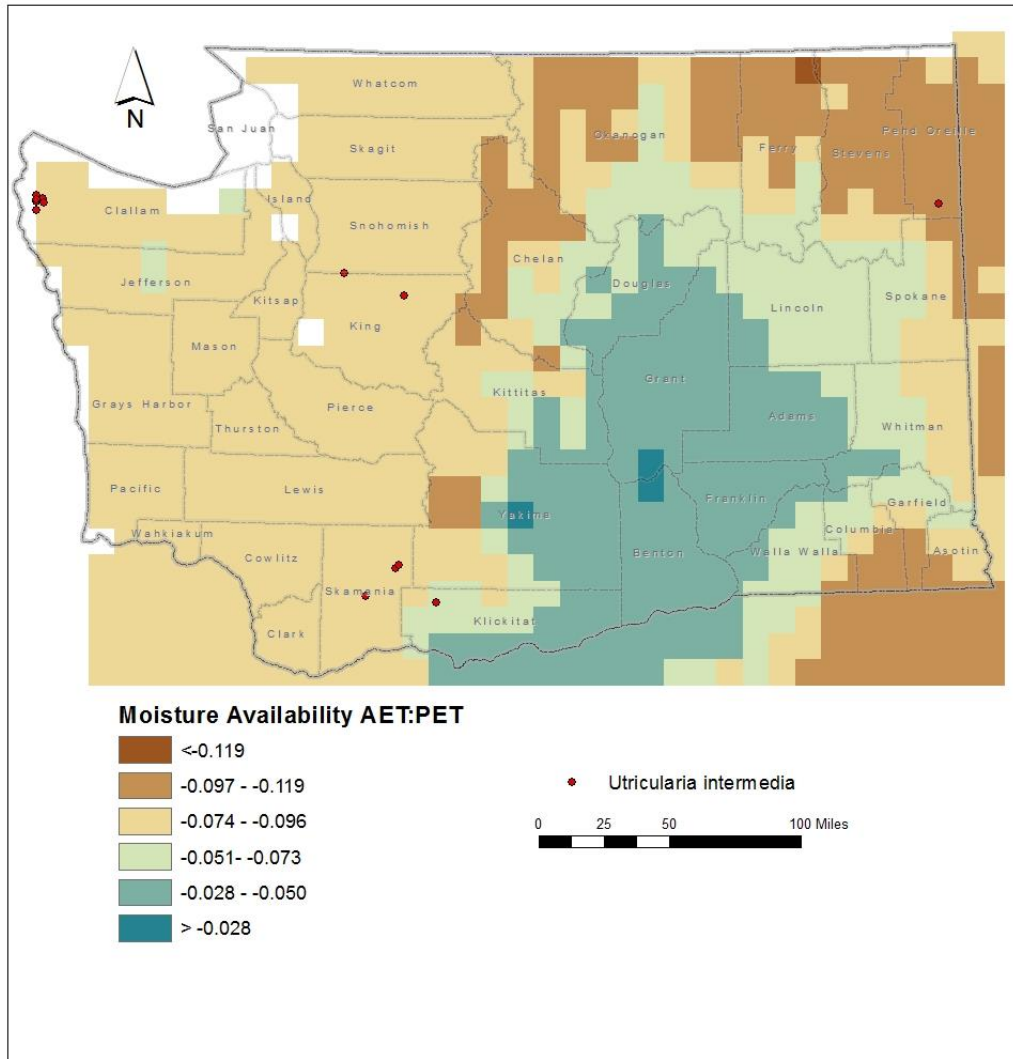 N
Whatcom
San Juan
Okanogan
Pend Oreille
Skagit
Ferry
Stevens
Island
Clallam
Snohomish
Chelan
Jefferson
Douglas
Kitsap
Lincoln
Spokane
King
Mason
Grant
Kittitas
Grays Harbor
Pierce
Adams
Thurston
Whitman
Pacific
Lewis
Franklin
Garfield
Yakima
Columbia
Wahkiakum
Cowlitz
Benton
Walla Walla
Asotin
Skamania
Klickitat
Clark
Moisture Availability AET:PET
<-0.119
-0.097 - -0.119
-0.074 - -0.096
-0.051- -0.073
-0.028 - -0.050
> -0.028
Utricularia intermedia
0 25 50 100 Miles